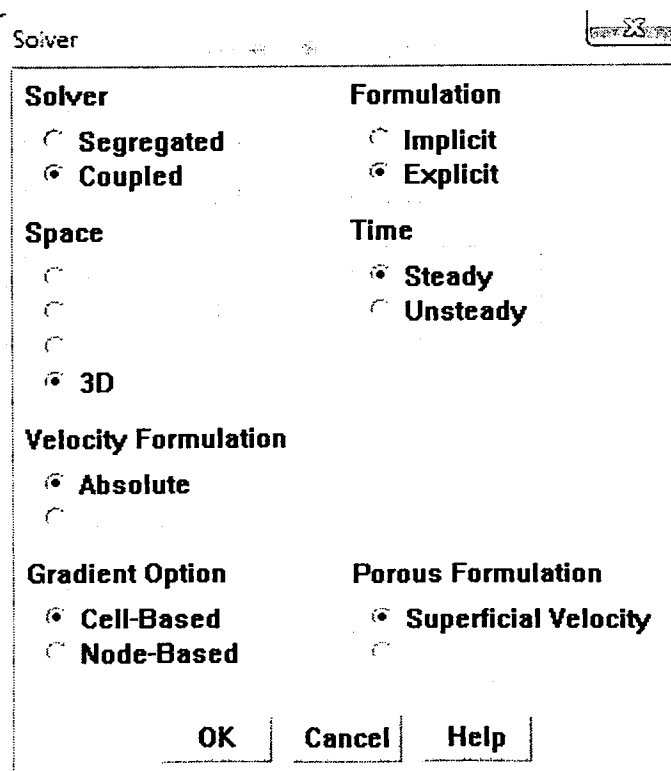 Solver
Solver
Segregated
Coupled
Formulation
Implicit
Explicit
Space
3D
Time
Steady
Unsteady
Velocity Formulation
Absolute
Gradient Option
Cell-Based
Node-Based
Porous Formulation
Superficial Velocity
OK
Cancel
Help